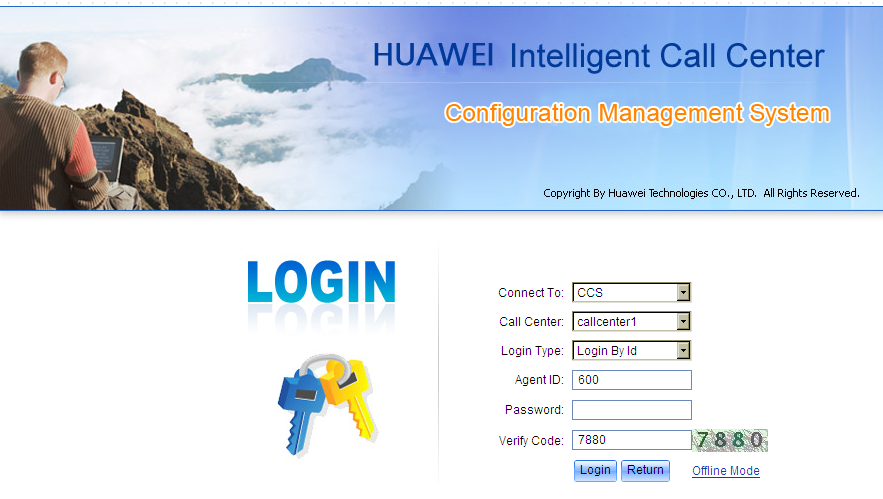 HUAWEI Intelligent Call Center
Configuration Management System
Copyright By Huawei Technologies CO., LTD. All Rights Reserved.
LOGIN
Connect To: CCS
Call Center: callcenter1
Login Type: Login By Id
Agent ID: 600
Password:
Verify Code: 7880 7880
Login Return Offline Mode